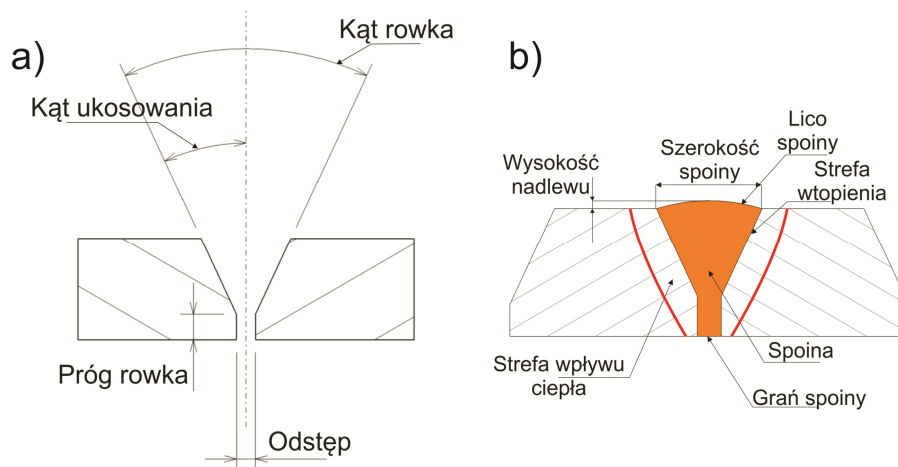 a)
Kąt rowka
Kąt ukosowania
Próg rowka
Odstęp
b)
Wysokość
nadlewu
Szerokość
spoiny
Lico
spoiny
Strefa
wtopienia
Strefa wpływu
ciepła
Spoina
Grań spoiny